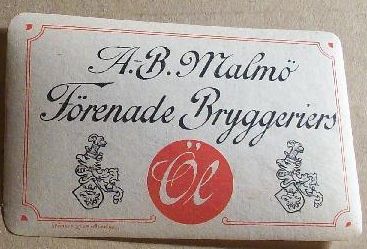 A.-B. Malmö
Förenade Bryggeriers
Öl